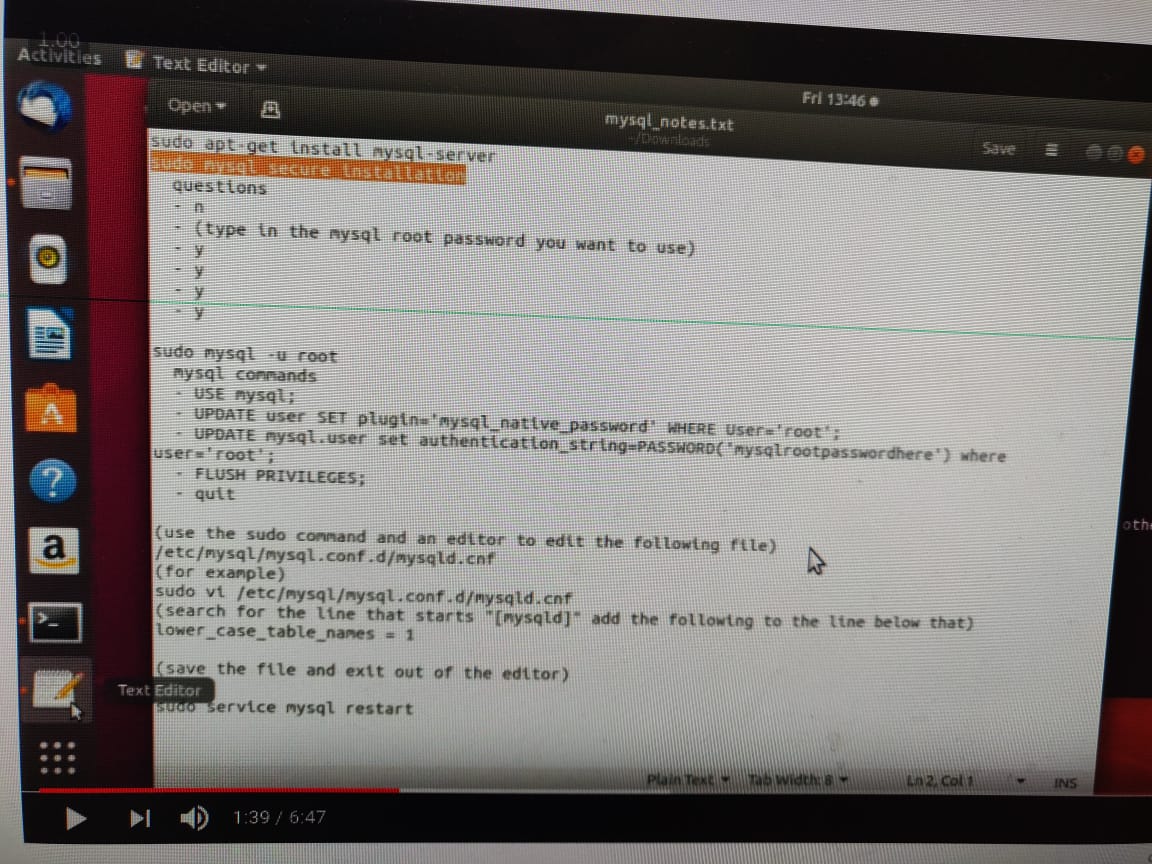 1.00
Activities
Text Editor
Fri 13:46
Open
mysql_notes.txt
~/Downloads
Save
sudo apt-get install mysql-server
sudo mysql_secure_installation
questions
- n
- (type in the mysql root password you want to use)
- y
- y
- y
- y
sudo mysql -u root
mysql commands
- USE mysql;
- UPDATE user SET plugin='mysql_native_password' WHERE User='root';
- UPDATE mysql.user set authentication_string=PASSWORD('mysqlrootpasswordhere') where
user='root';
- FLUSH PRIVILEGES;
- quit
(use the sudo command and an editor to edit the following file)
/etc/mysql/mysql.conf.d/mysqld.cnf
(for example)
sudo vi /etc/mysql/mysql.conf.d/mysqld.cnf
(search for the line that starts "[mysqld]" add the following to the line below that)
lower_case_table_names = 1
(save the file and exit out of the editor)
Text Editor
sudo service mysql restart
othe
Plain Text
Tab Width: 8
Ln 2, Col 1
INS
1:39 / 6:47